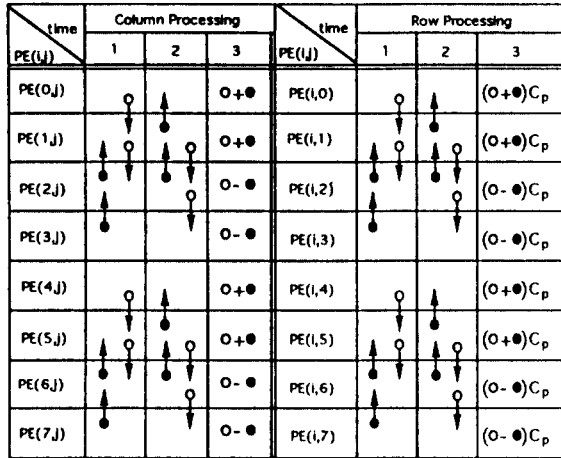 time Column Processing time Row Processing
PE(i,j) 1 2 3 PE(i,j) 1 2 3
PE(0,j) O+● PE(i,0) (O+●)Cp
PE(1,j) O+● PE(i,1) (O+●)Cp
PE(2,j) O-● PE(i,2) (O-●)Cp
PE(3,j) O-● PE(i,3) (O-●)Cp
PE(4,j) O+● PE(i,4) (O+●)Cp
PE(5,j) O+● PE(i,5) (O+●)Cp
PE(6,j) O-● PE(i,6) (O-●)Cp
PE(7,j) O-● PE(i,7) (O-●)Cp